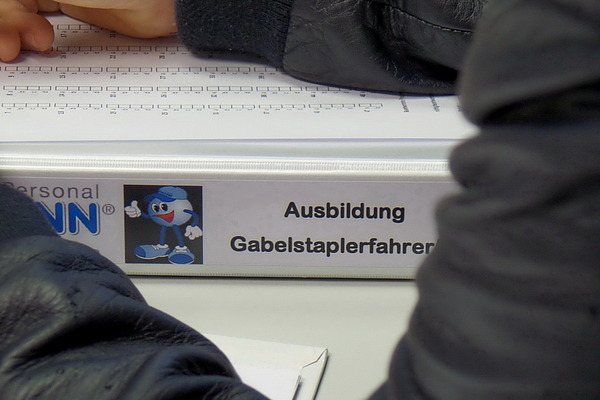 Personal
NN®
Ausbildung
Gabelstaplerfahrer